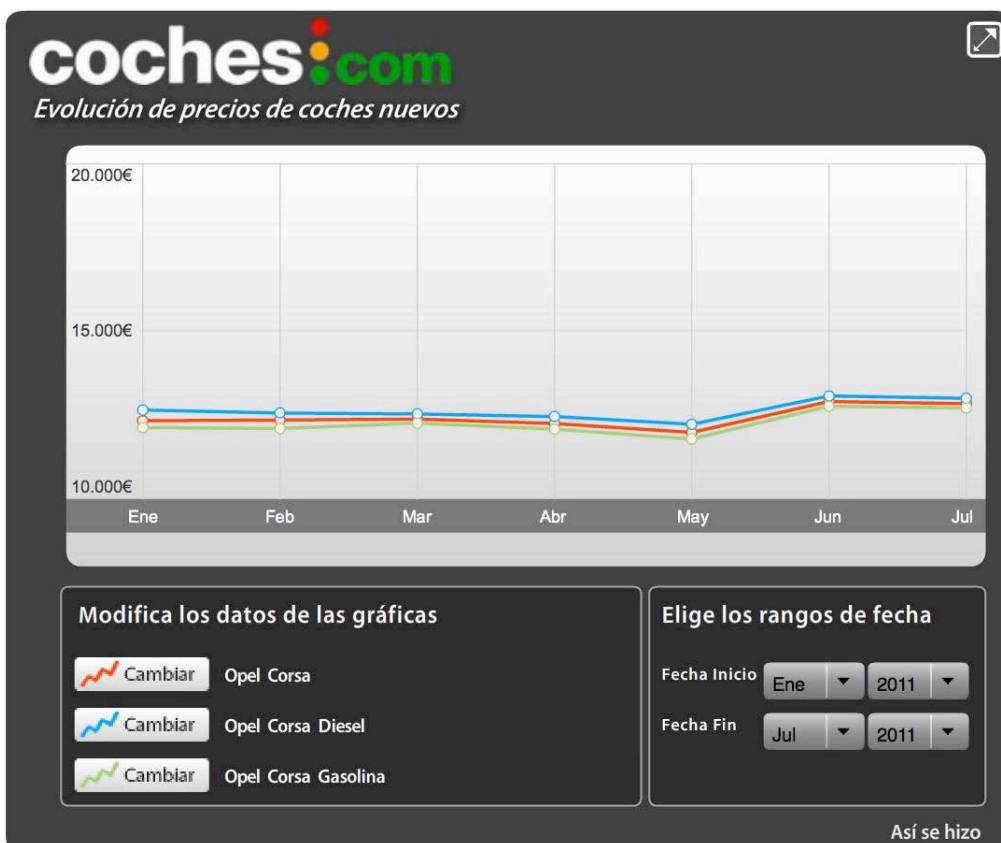 coches:com
Evolución de precios de coches nuevos
20.000€
15.000€
10.000€
Ene Feb Mar Abr May Jun Jul
Modifica los datos de las gráficas
Cambiar Opel Corsa
Cambiar Opel Corsa Diesel
Cambiar Opel Corsa Gasolina
Elige los rangos de fecha
Fecha Inicio Ene 2011
Fecha Fin Jul 2011
Así se hizo